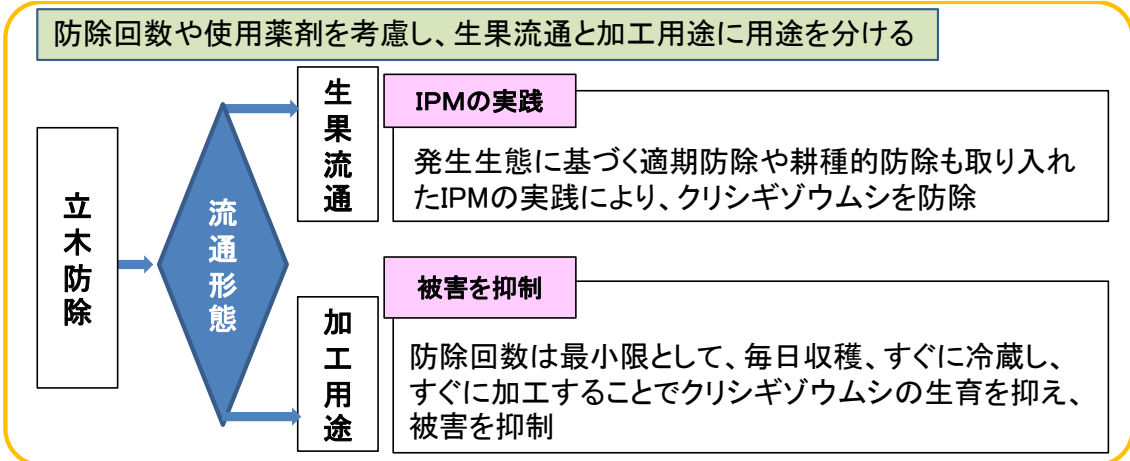 防除回数や使用薬剤を考慮し、生果流通と加工用途に用途を分ける
立木防除
流通形態
生果流通
IPMの実践
発生生態に基づく適期防除や耕種的防除も取り入れ
たIPMの実践により、クリシギゾウムシを防除
加工用途
被害を抑制
防除回数は最小限として、毎日収穫、すぐに冷蔵し、
すぐに加工することでクリシギゾウムシの生育を抑え、
被害を抑制